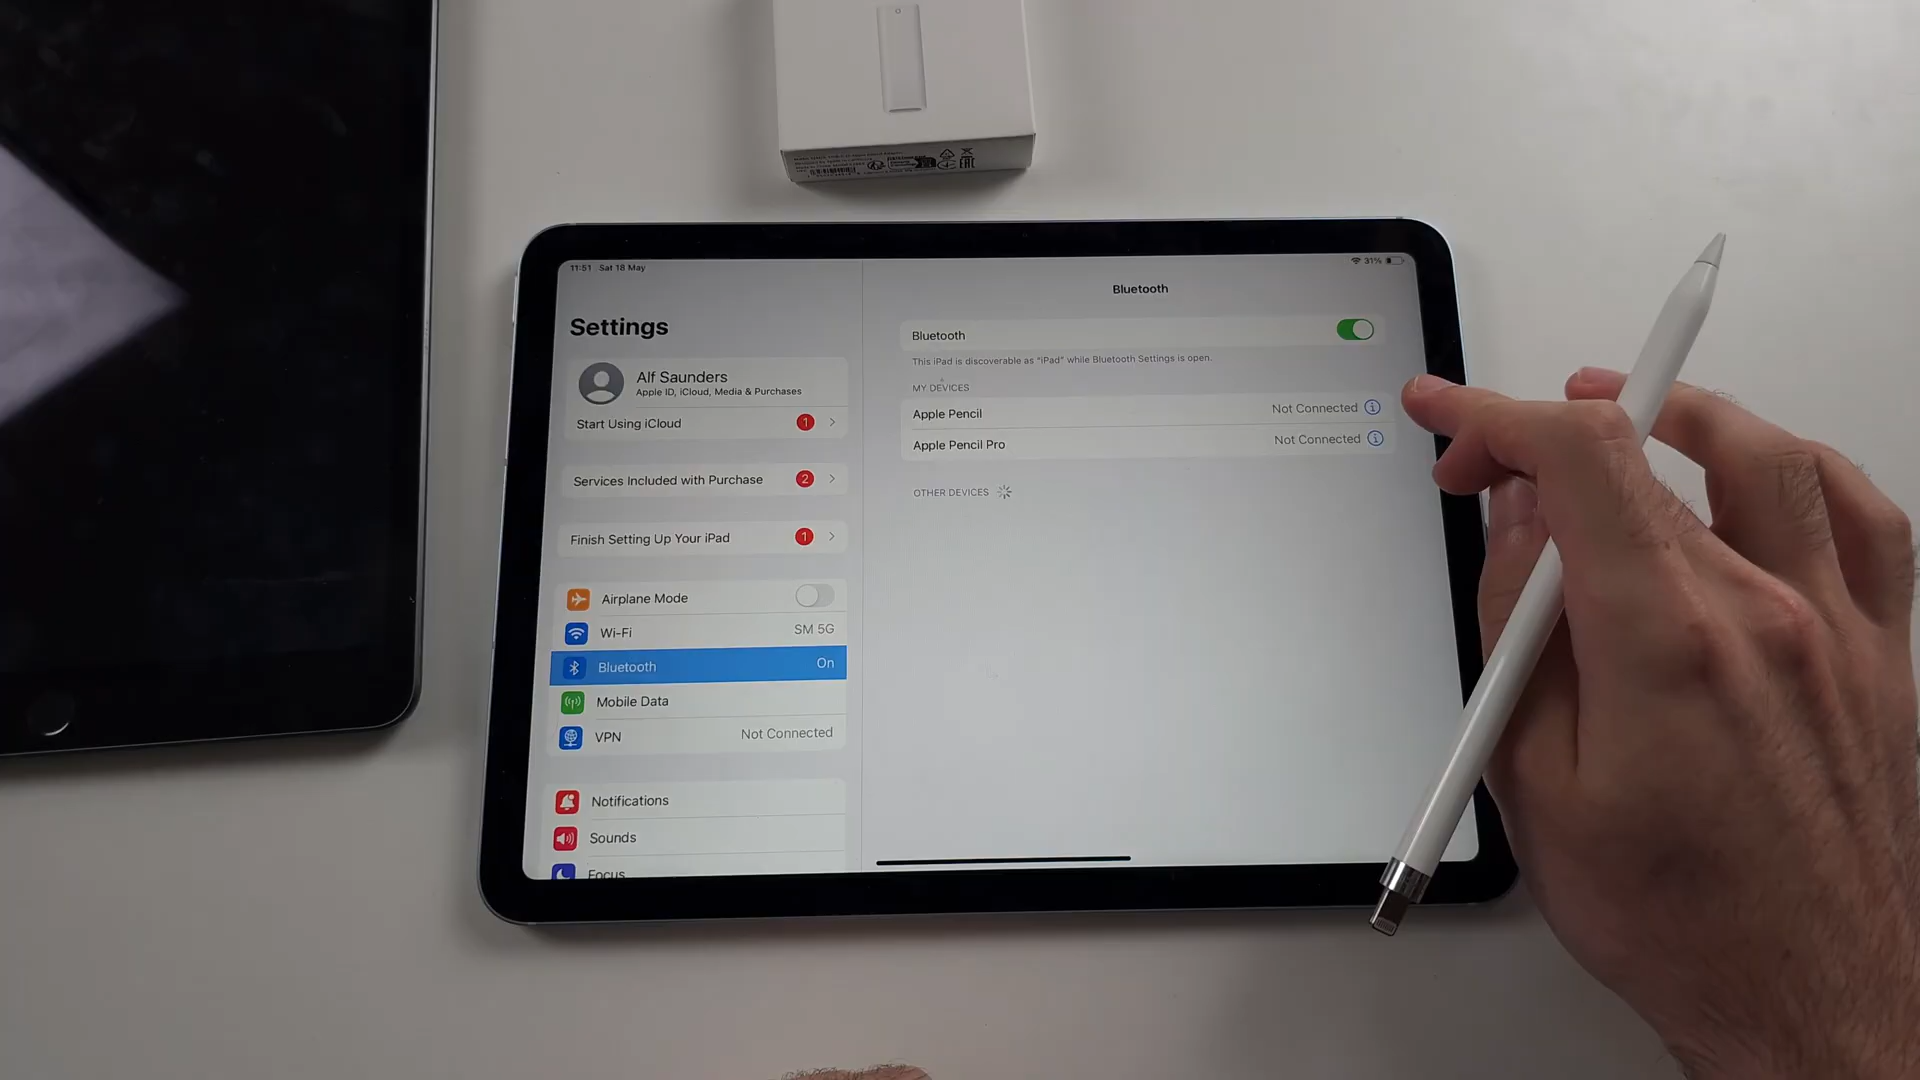 11:51 Sat 18 May
31%
Settings
Alf Saunders
Apple ID, iCloud, Media & Purchases
Start Using iCloud 1
Services Included with Purchase 2
Finish Setting Up Your iPad 1
Airplane Mode
Wi-Fi SM 5G
Bluetooth On
Mobile Data
VPN Not Connected
Notifications
Sounds
Focus
Bluetooth
Bluetooth
This iPad is discoverable as “iPad” while Bluetooth Settings is open.
MY DEVICES
Apple Pencil Not Connected
Apple Pencil Pro Not Connected
OTHER DEVICES
EAC